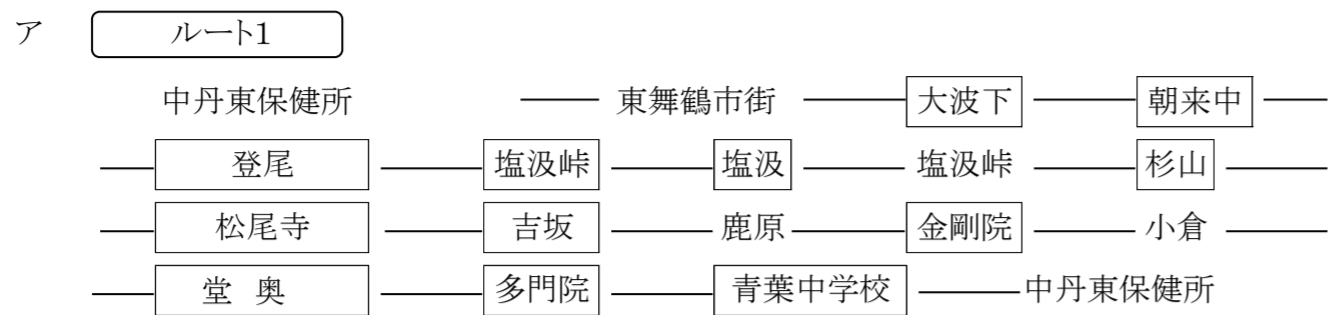 ア ルート1
中丹東保健所 東舞鶴市街 大波下 朝来中
登尾 塩汲峠 塩汲 塩汲峠 杉山
松尾寺 吉坂 鹿原 金剛院 小倉
堂 奥 多門院 青葉中学校 中丹東保健所